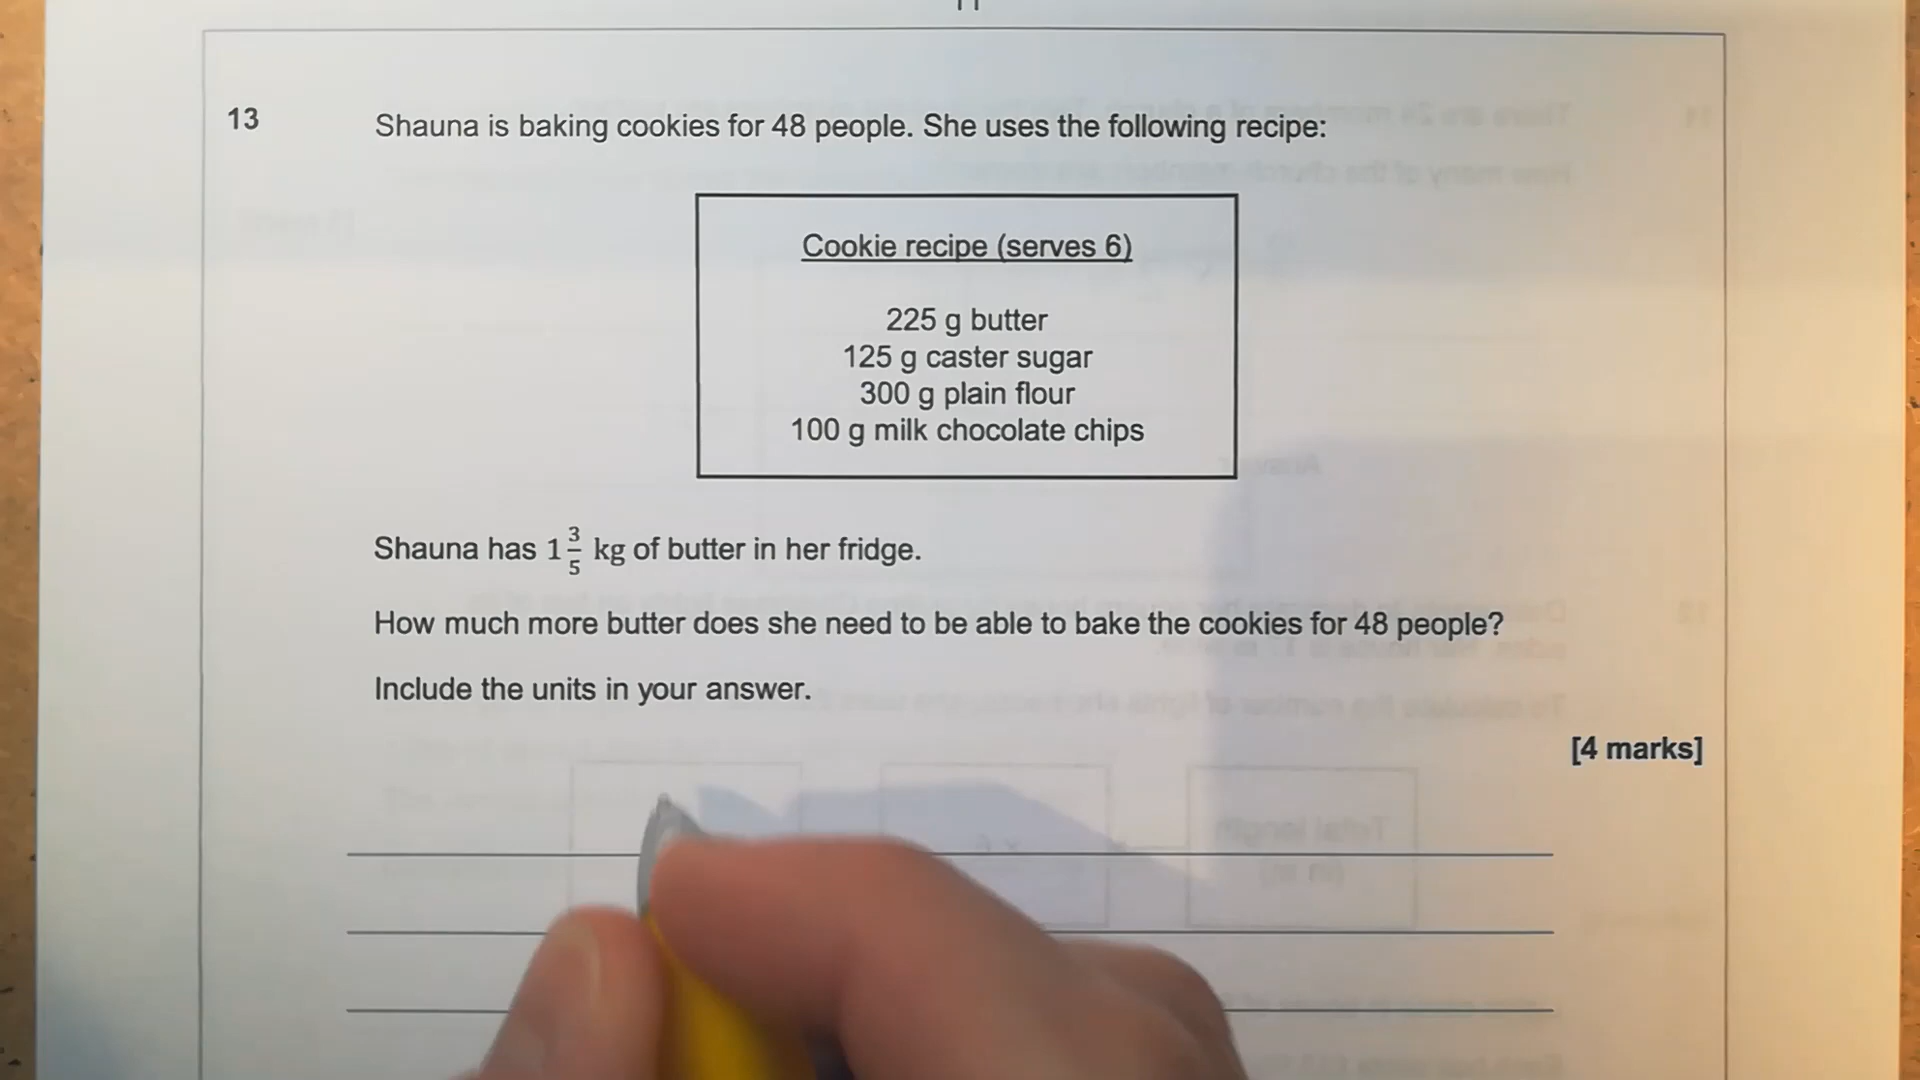 13 Shauna is baking cookies for 48 people. She uses the following recipe:
Cookie recipe (serves 6)
225 g butter
125 g caster sugar
300 g plain flour
100 g milk chocolate chips
Shauna has 1 3/5 kg of butter in her fridge.
How much more butter does she need to be able to bake the cookies for 48 people?
Include the units in your answer.
[4 marks]